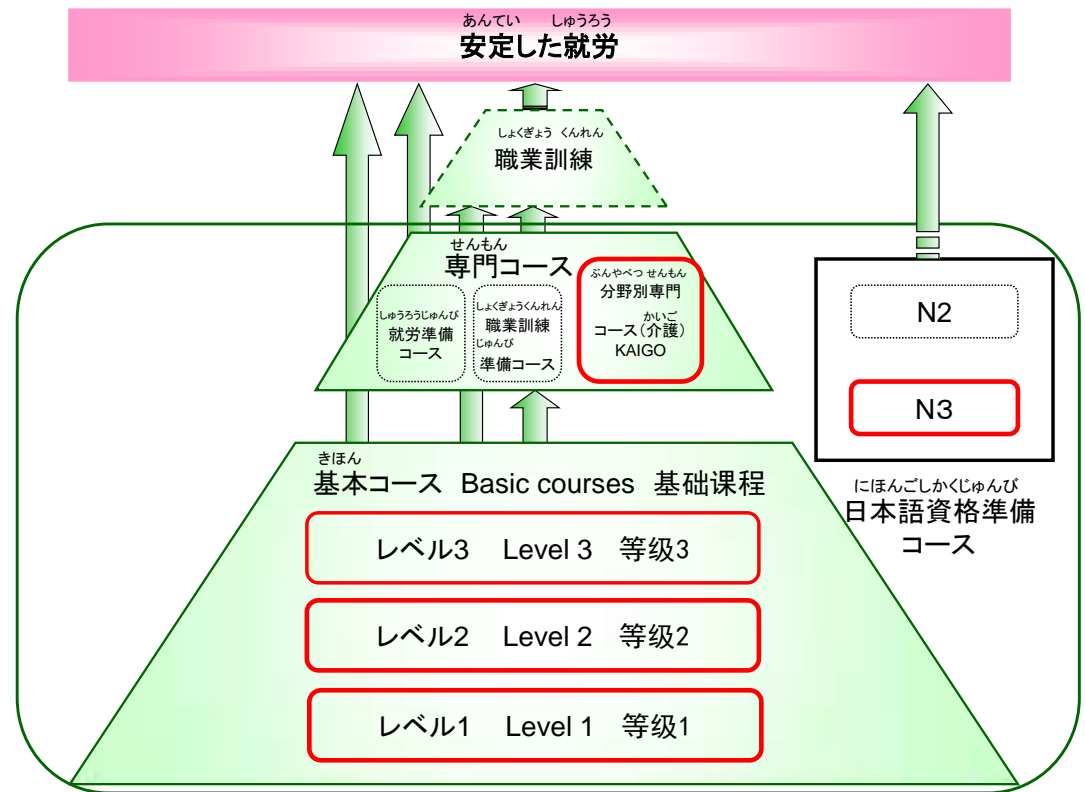 あんてい しゅうろう
安定した就労
しょくぎょう くんれん
職業訓練
せんもん
専門コース
しゅうろうじゅんび
就労準備
コース
しょくぎょうくんれん
職業訓練
じゅんび
準備コース
ぶんやべつ せんもん
分野別専門
かいご
コース(介護)
KAIGO
N2
N3
にほんごしかくじゅんび
日本語資格準備
コース
きほん
基本コース Basic courses 基础课程
レベル3 Level 3 等级3
レベル2 Level 2 等级2
レベル1 Level 1 等级1